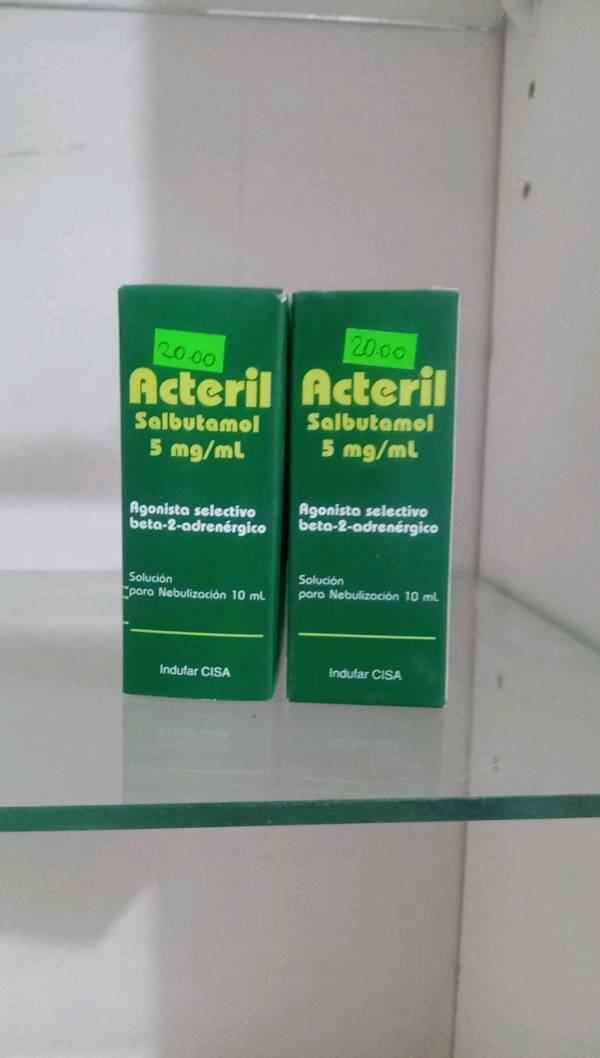 20.00
Acteril
Salbutamol
5 mg/mL
Agonista selectivo
beta-2-adrenérgico
Solución
para Nebulización 10 mL
Indufar CISA
20.00
Acteril
Salbutamol
5 mg/mL
Agonista selectivo
beta-2-adrenérgico
Solución
para Nebulización 10 mL
Indufar CISA